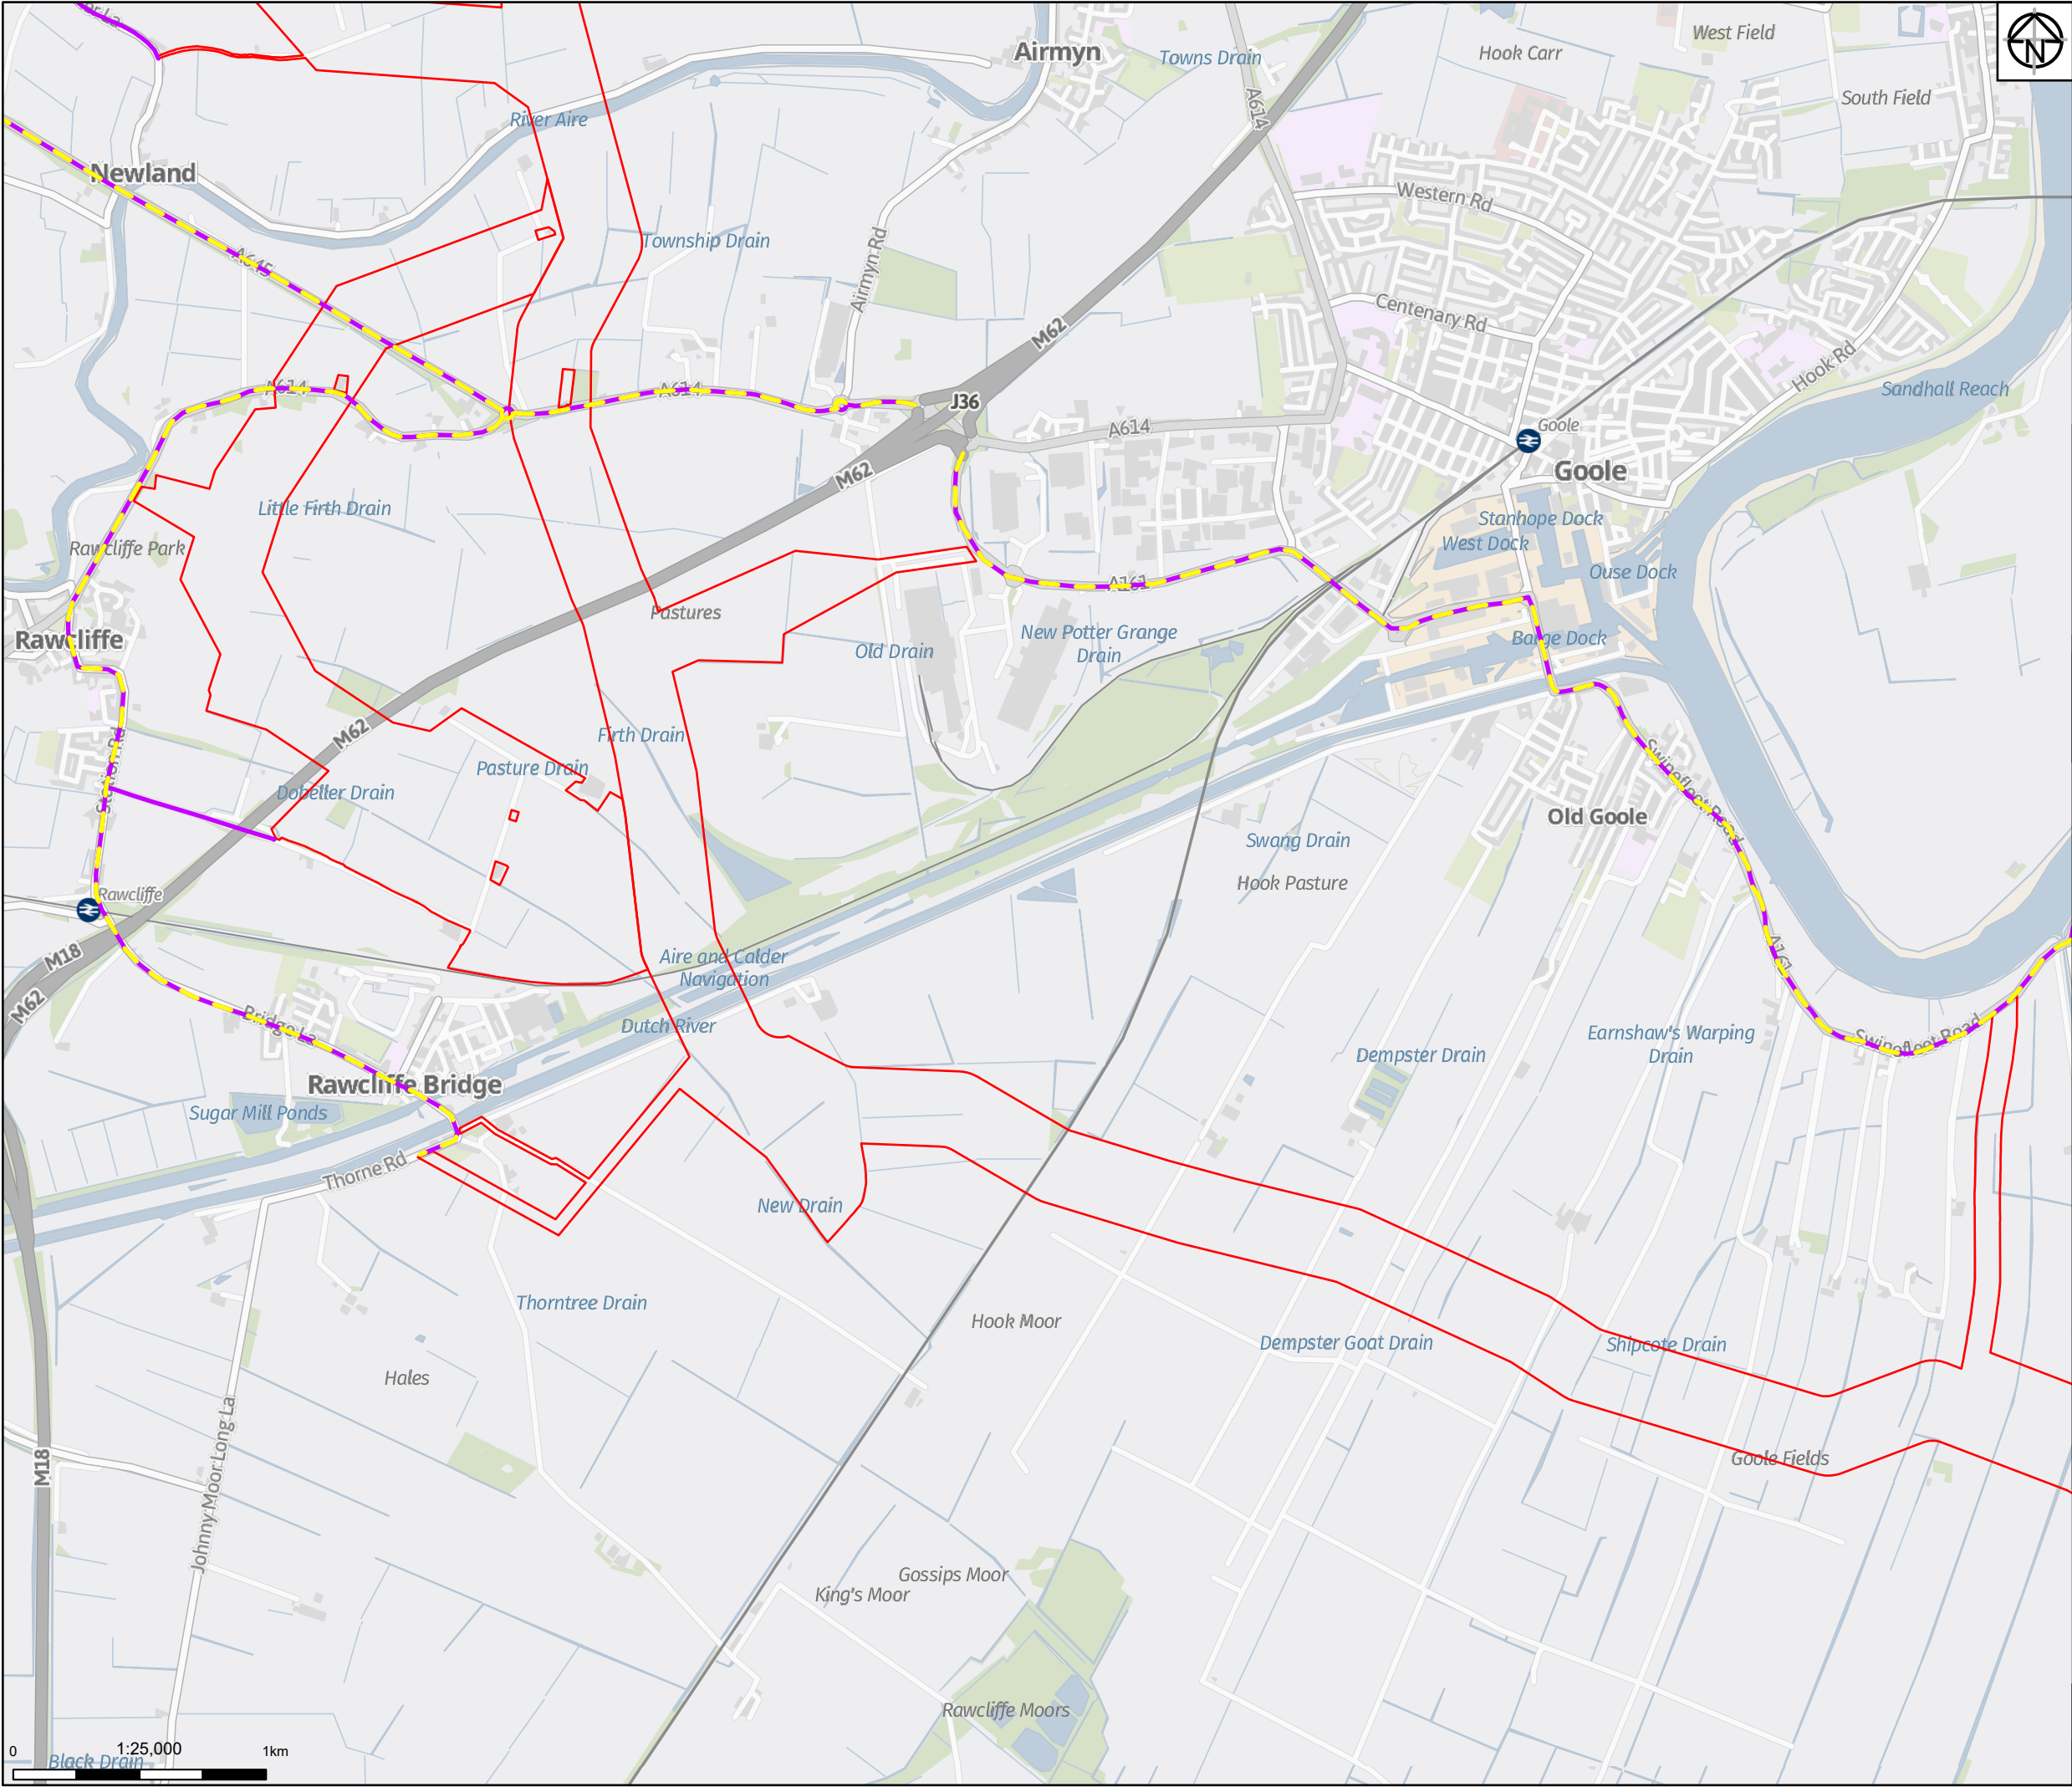 or La
Airmyn
Towns Drain
A614
Hook Carr
West Field
South Field
N
River Aire
Newland
Western Rd
Township Drain
A645
Airmyn Rd
M62
Centenary Rd
Hook Rd
Sandhall Reach
A614
A614
J36
A614
Goole
Goole
M62
Little Firth Drain
Rawcliffe Park
Stanhope Dock
West Dock
Ouse Dock
A161
Pastures
Rawcliffe
Old Drain
New Potter Grange
Drain
Barge Dock
M62
Firth Drain
Station Rd
Pasture Drain
Dobeller Drain
Swinefleet Road
Old Goole
Swang Drain
Hook Pasture
Rawcliffe
M18
M62
Aire and Calder
Navigation
A161
Bridge La
Dutch River
Swinefleet Road
Earnshaw's Warping
Drain
Dempster Drain
Rawcliffe Bridge
Sugar Mill Ponds
Thorne Rd
New Drain
Thorntree Drain
Hook Moor
Dempster Goat Drain
Shipcote Drain
Hales
Johnny Moor Long La
M18
Goole Fields
Gossips Moor
King's Moor
Rawcliffe Moors
Black Drain
0 1:25,000 1km